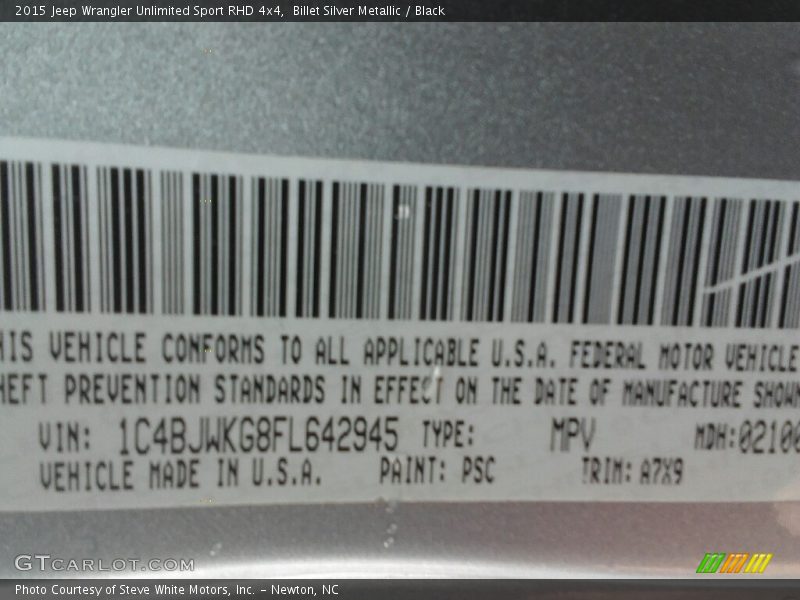 2015 Jeep Wrangler Unlimited Sport RHD 4x4, Billet Silver Metallic / Black
HIS VEHICLE CONFORMS TO ALL APPLICABLE U.S.A. FEDERAL MOTOR VEHICLE
HEFT PREVENTION STANDARDS IN EFFECT ON THE DATE OF MANUFACTURE SHOWN
VIN: 1C4BJWKG8FL642945 TYPE: MPV MDH:02100
VEHICLE MADE IN U.S.A. PAINT: PSC TRIM: A7X9
GTCARLOT.COM
Photo Courtesy of Steve White Motors, Inc. – Newton, NC